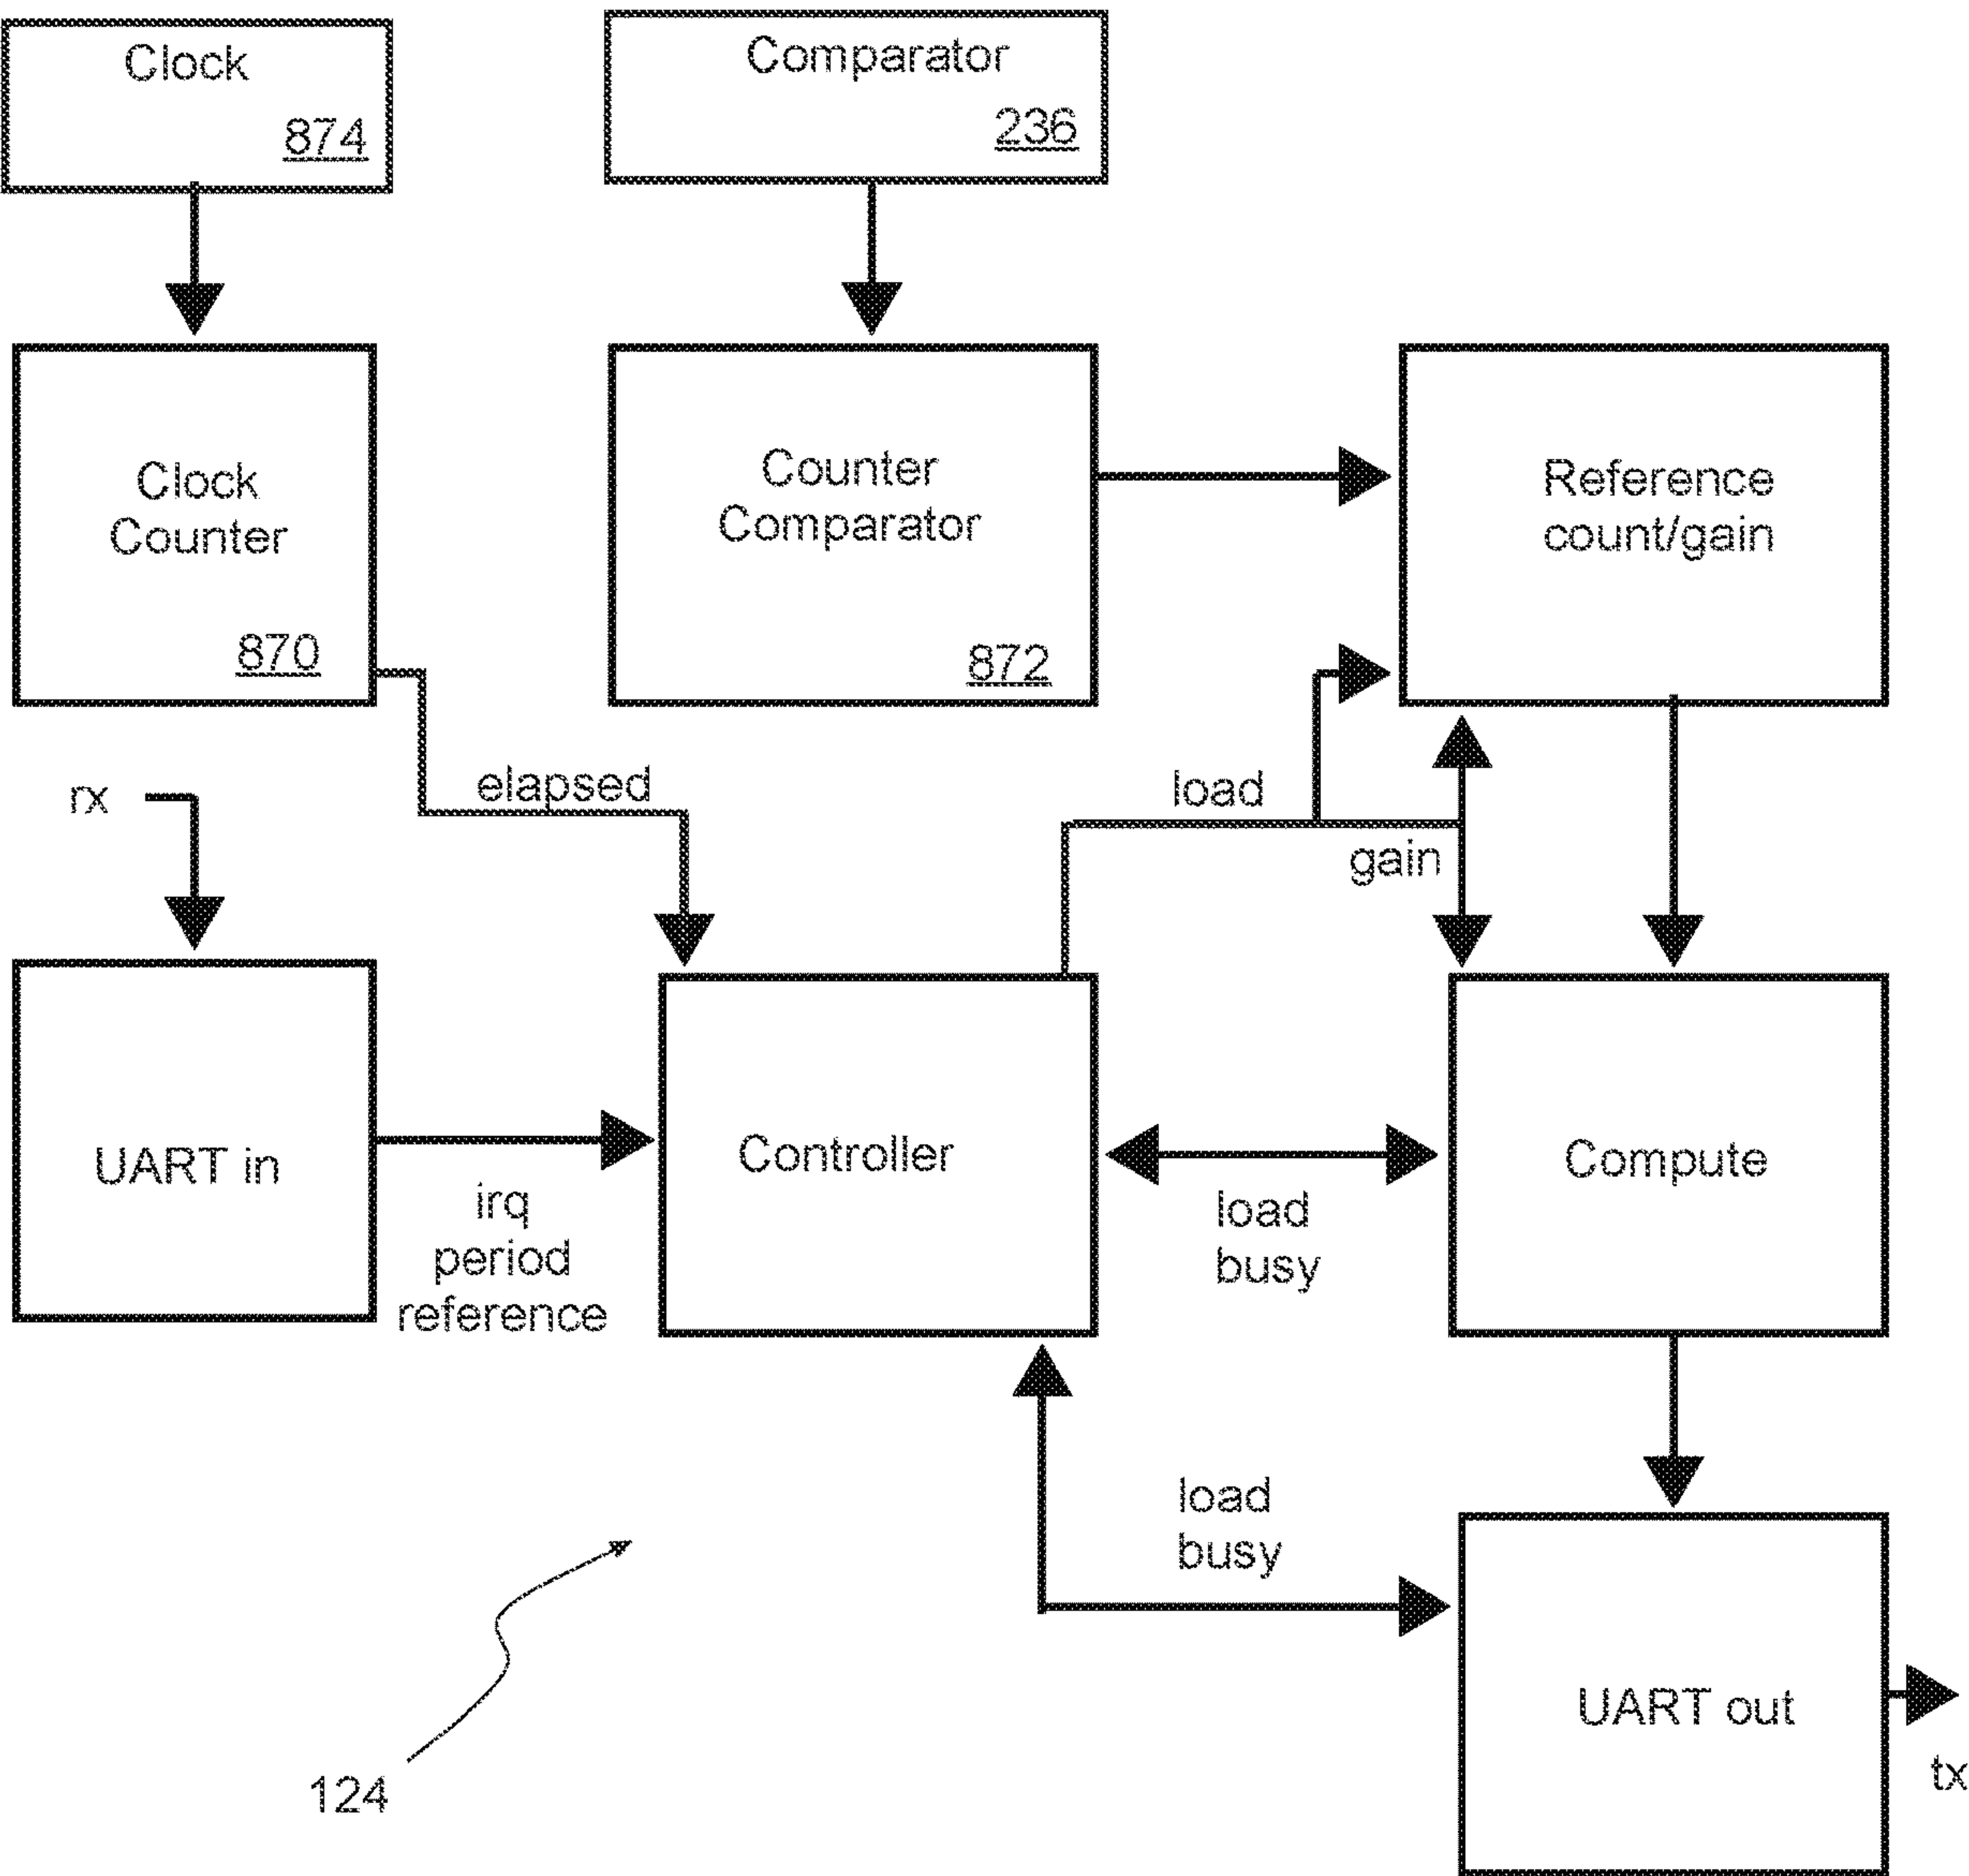 Clock
874
Comparator
236
Clock
Counter
870
Counter
Comparator
872
Reference
count/gain
rx
elapsed
load
gain
UART in
irq
period
reference
Controller
load
busy
Compute
load
busy
UART out
tx
124